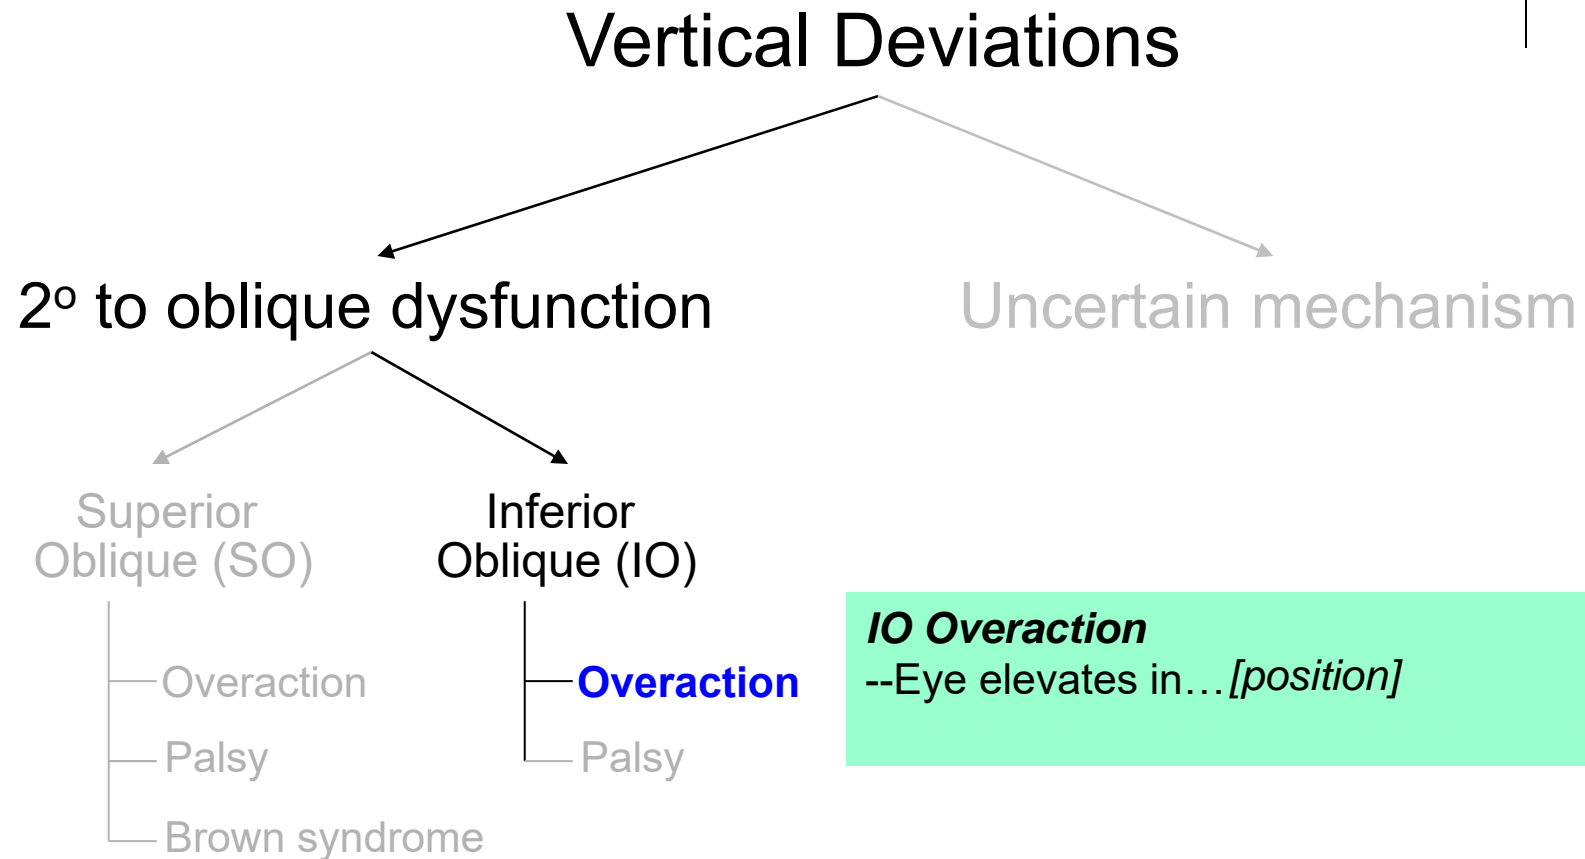 Vertical Deviations
2º to oblique dysfunction
Uncertain mechanism
Superior
Oblique (SO)
Overaction
Palsy
Brown syndrome
Inferior
Oblique (IO)
Overaction
Palsy
IO Overaction
--Eye elevates in…[position]